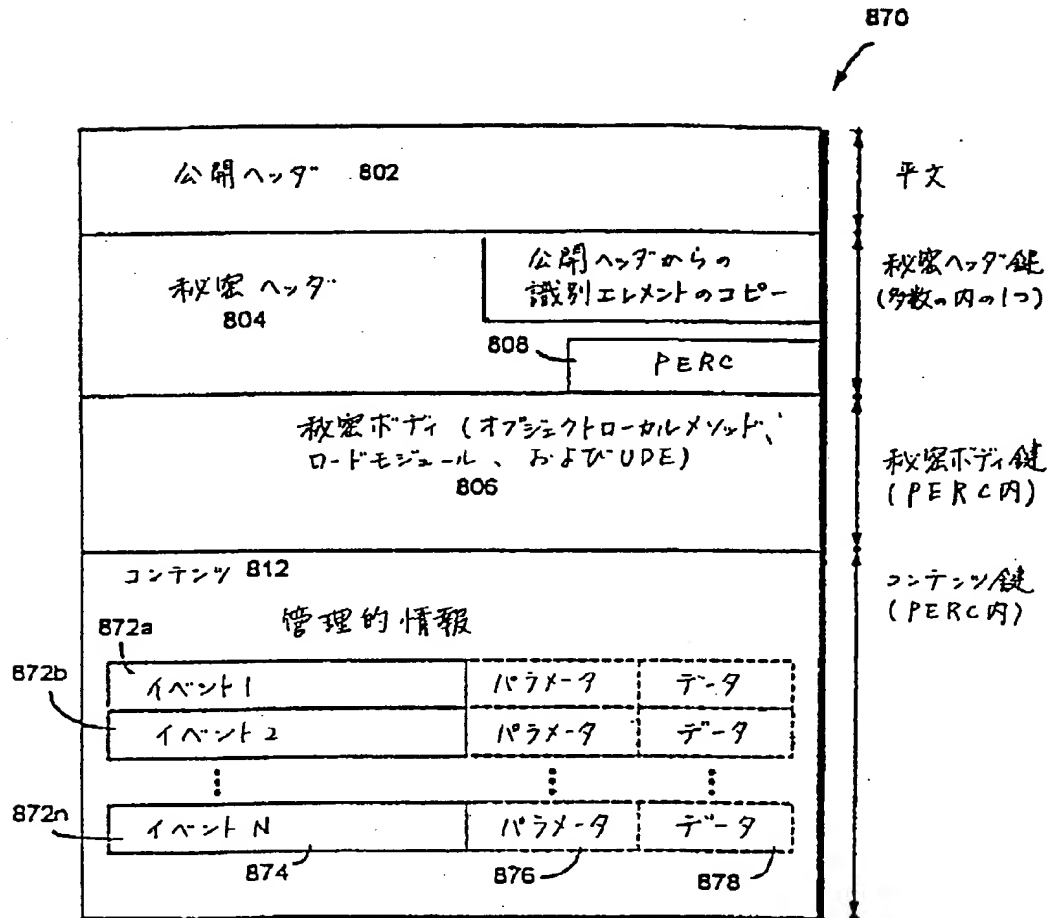 870
公開ヘッダ 802
平文
秘密ヘッダ
804
公開ヘッダからの
識別エレメントのコピー
808
PERC
秘密ヘッダ鍵
(多数の内の1つ)
秘密ボディ (オブジェクトローカルメソッド、
ロードモジュール、およびUDE)
806
秘密ボディ鍵
(PERC内)
コンテンツ 812
管理的情報
コンテンツ鍵
(PERC内)
872a
872b
イベント1 パラメータ データ
イベント2 パラメータ データ
872n
イベントN パラメータ データ
874 876 878